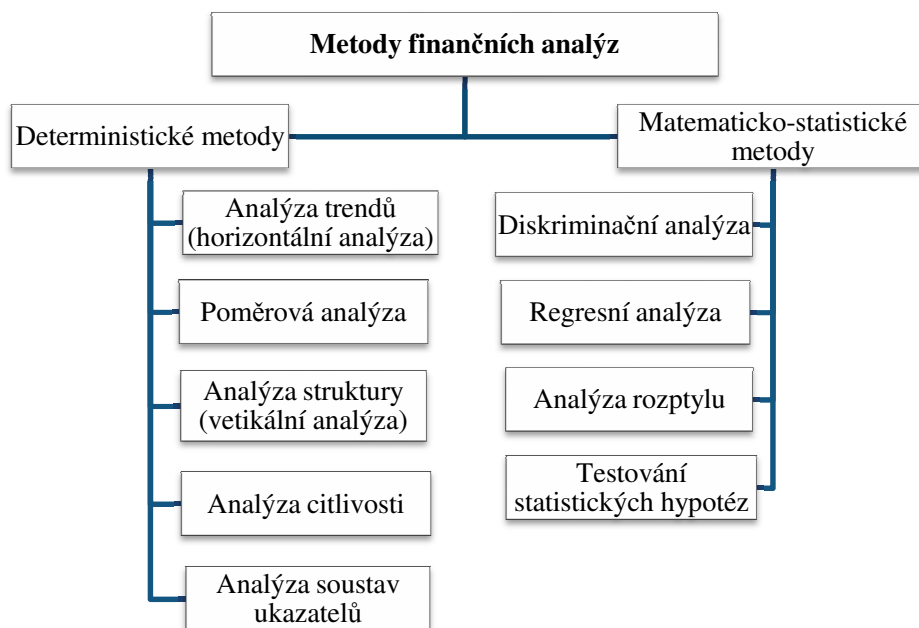 Metody finančních analýz
Deterministické metody
Matematicko-statistické
metody
Analýza trendů
(horizontální analýza)
Poměrová analýza
Analýza struktury
(vetikální analýza)
Analýza citlivosti
Analýza soustav
ukazatelů
Diskriminační analýza
Regresní analýza
Analýza rozptylu
Testování
statistických hypotéz